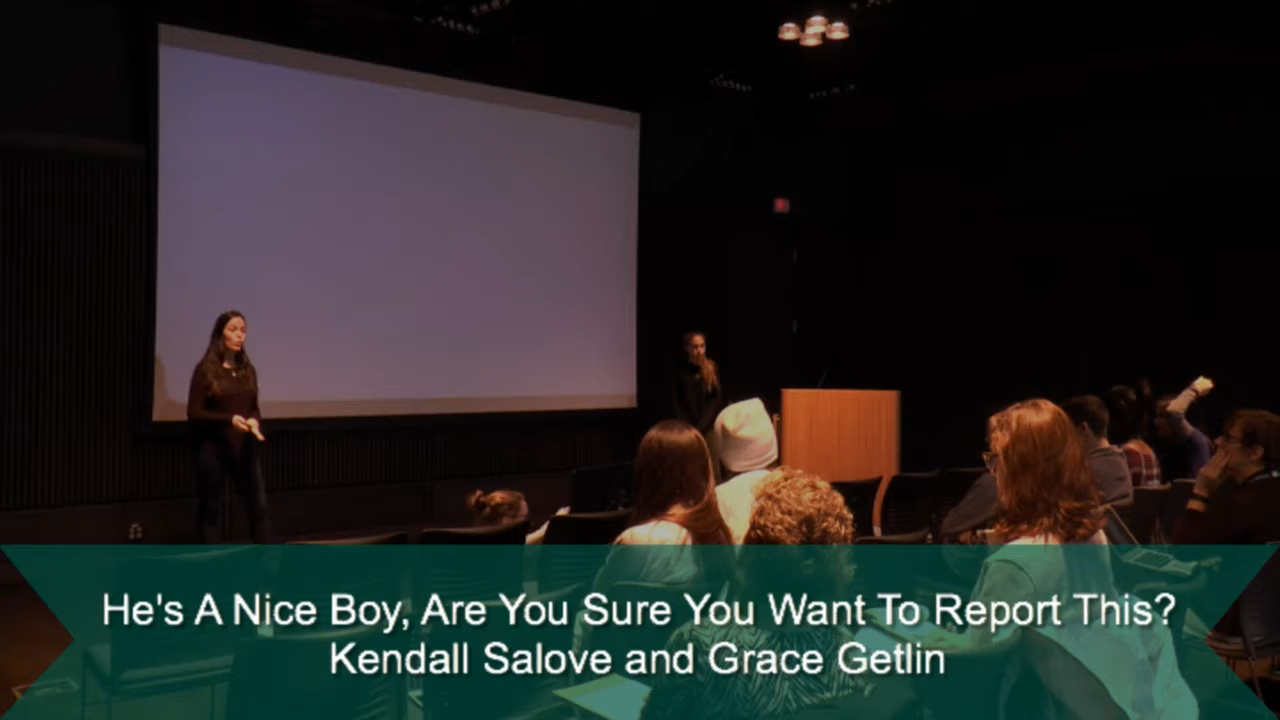 He's A Nice Boy, Are You Sure You Want To Report This?
Kendall Salove and Grace Getlin